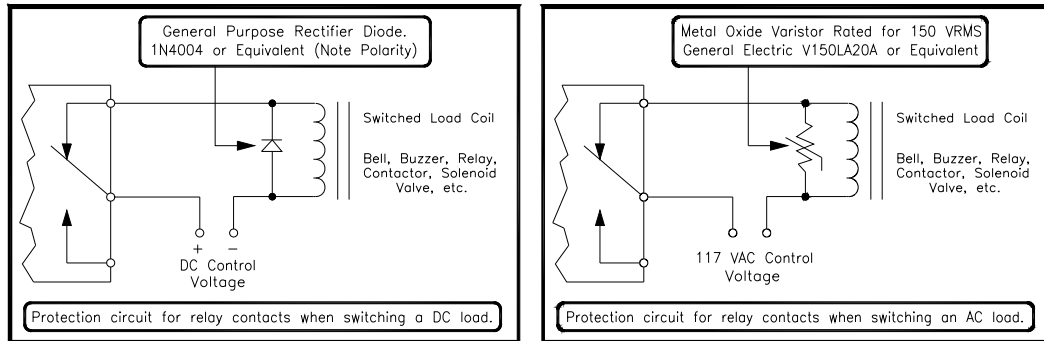 General Purpose Rectifier Diode.
1N4004 or Equivalent (Note Polarity)
Switched Load Coil
Bell, Buzzer, Relay,
Contactor, Solenoid
Valve, etc.
+ −
DC Control
Voltage
Protection circuit for relay contacts when switching a DC load.
Metal Oxide Varistor Rated for 150 VRMS
General Electric V150LA20A or Equivalent
Switched Load Coil
Bell, Buzzer, Relay,
Contactor, Solenoid
Valve, etc.
117 VAC Control
Voltage
Protection circuit for relay contacts when switching an AC load.